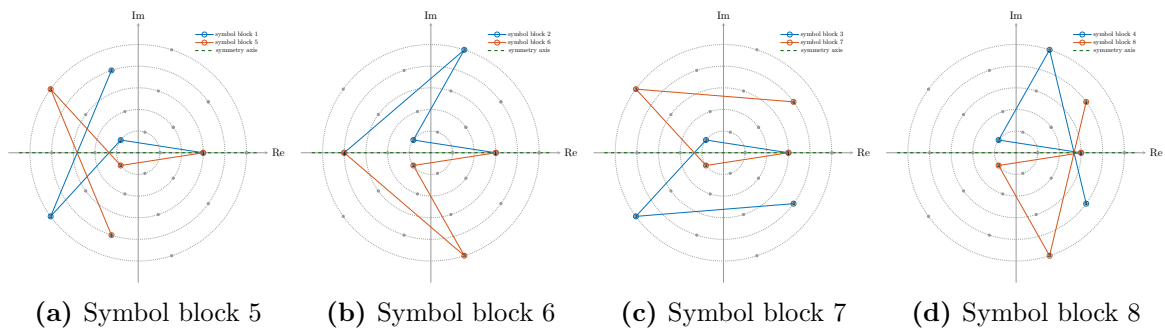 Im
symbol block 1
symbol block 5
symmetry axis
Re
(a) Symbol block 5
Im
symbol block 2
symbol block 6
symmetry axis
Re
(b) Symbol block 6
Im
symbol block 3
symbol block 7
symmetry axis
Re
(c) Symbol block 7
Im
symbol block 4
symbol block 8
symmetry axis
Re
(d) Symbol block 8